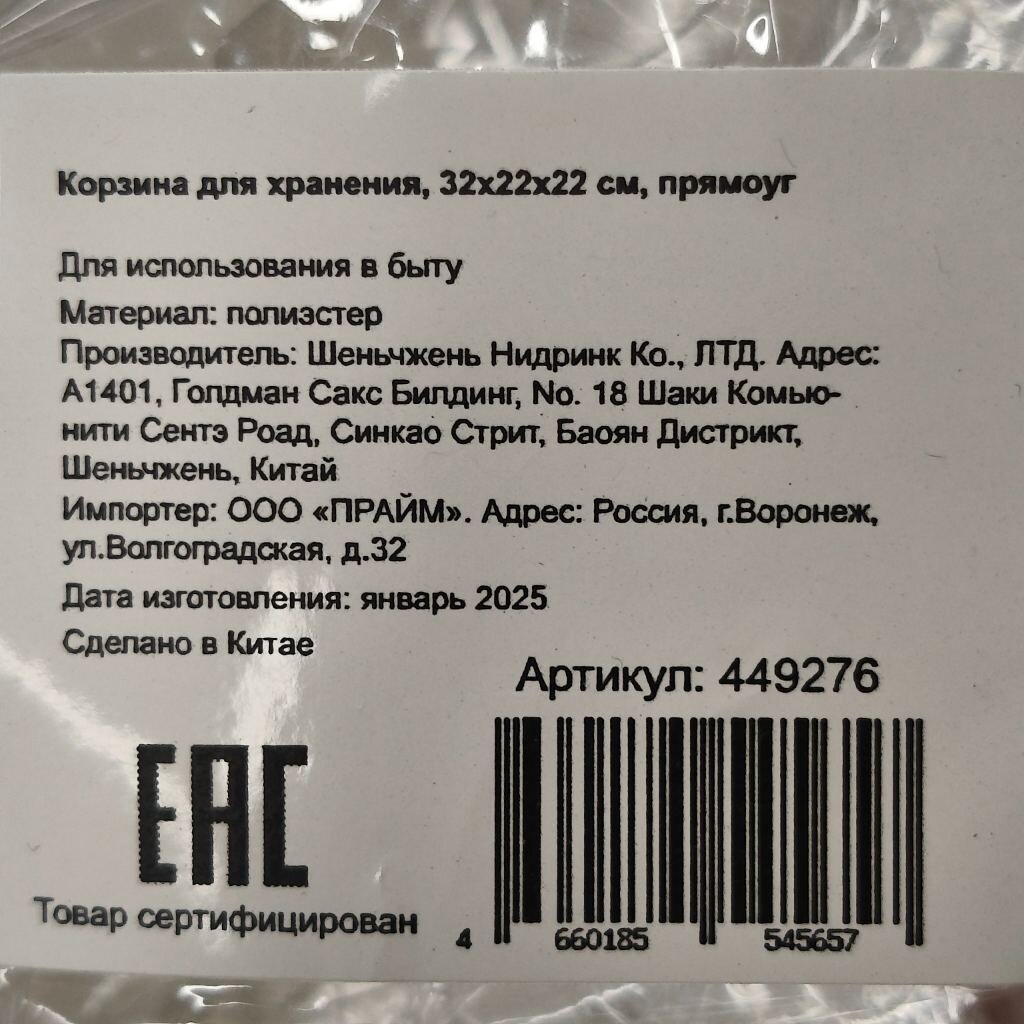 Корзина для хранения, 32х22х22 см, прямоуг
Для использования в быту
Материал: полиэстер
Производитель: Шеньчжень Нидринк Ко., ЛТД. Адрес:
А1401, Голдман Сакс Билдинг, No. 18 Шаки Комью-
нити Сентэ Роад, Синкао Стрит, Баоян Дистрикт,
Шеньчжень, Китай
Импортер: ООО «ПРАЙМ». Адрес: Россия, г.Воронеж,
ул.Волгоградская, д.32
Дата изготовления: январь 2025
Сделано в Китае
Артикул: 449276
ЕАС
Товар сертифицирован
4 660185 545657